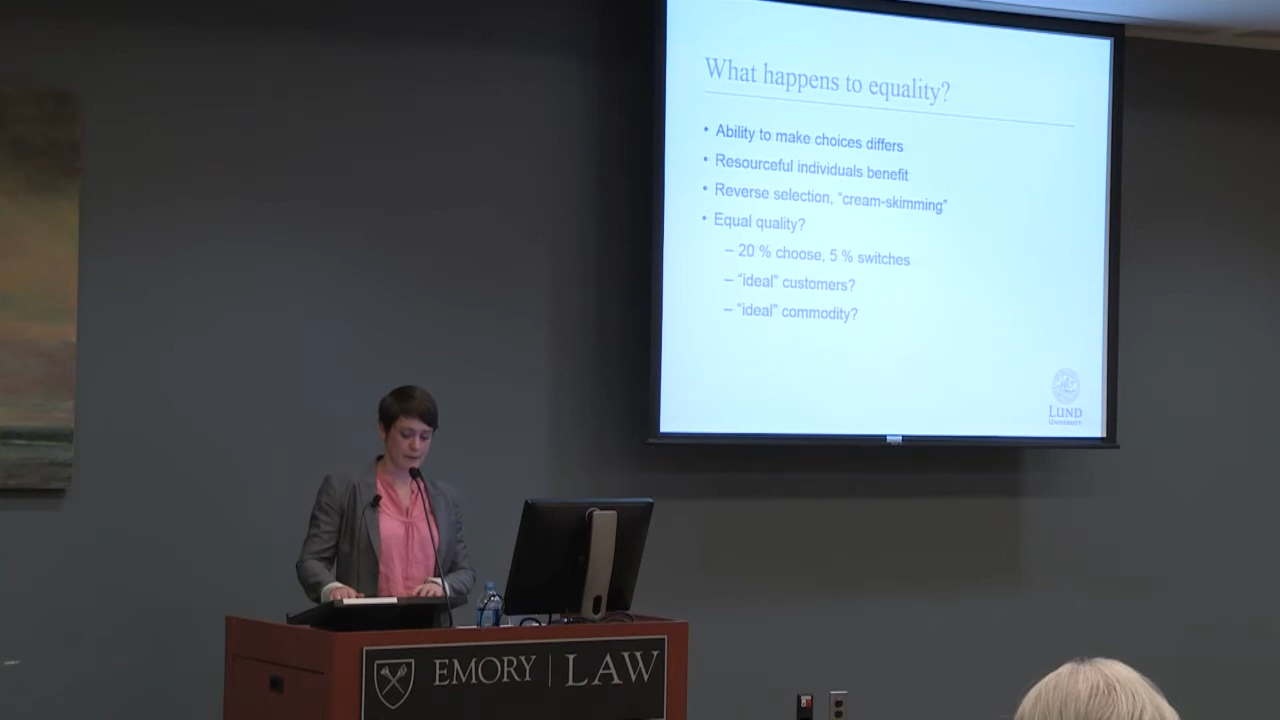 What happens to equality?
• Ability to make choices differs
• Resourceful individuals benefit
• Reverse selection, “cream-skimming”
• Equal quality?
– 20 % choose, 5 % switches
– “ideal” customers?
– “ideal” commodity?
LUND
UNIVERSITY
EMORY | LAW